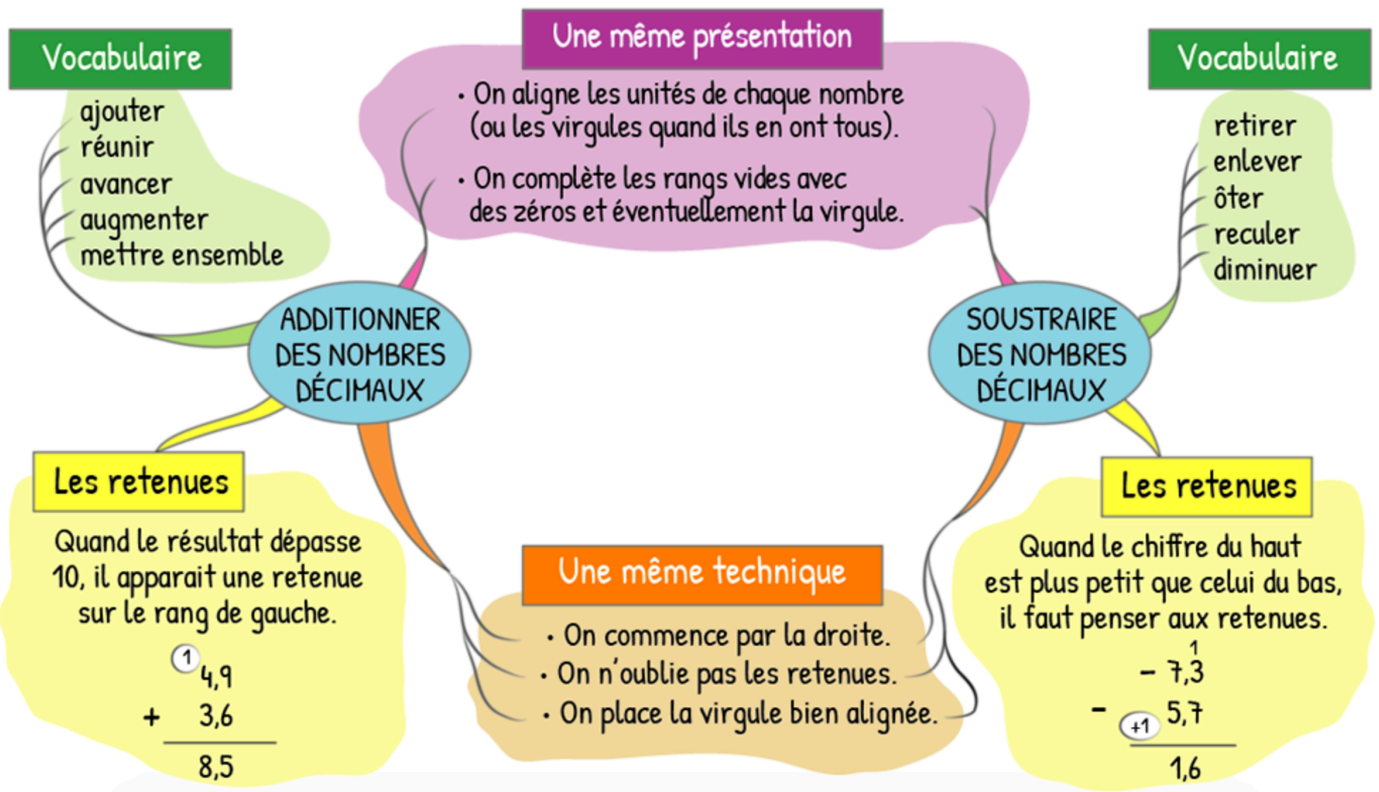 Vocabulaire
ajouter
réunir
avancer
augmenter
mettre ensemble
Une même présentation
• On aligne les unités de chaque nombre
(ou les virgules quand ils en ont tous).
• On complète les rangs vides avec
des zéros et éventuellement la virgule.
Vocabulaire
retirer
enlever
ôter
reculer
diminuer
ADDITIONNER
DES NOMBRES
DÉCIMAUX
SOUSTRAIRE
DES NOMBRES
DÉCIMAUX
Les retenues
Quand le résultat dépasse
10, il apparait une retenue
sur le rang de gauche.
1
4,9
+ 3,6
8,5
Une même technique
• On commence par la droite.
• On n'oublie pas les retenues.
• On place la virgule bien alignée.
Les retenues
Quand le chiffre du haut
est plus petit que celui du bas,
il faut penser aux retenues.
1
– 7,3
– +1 5,7
1,6